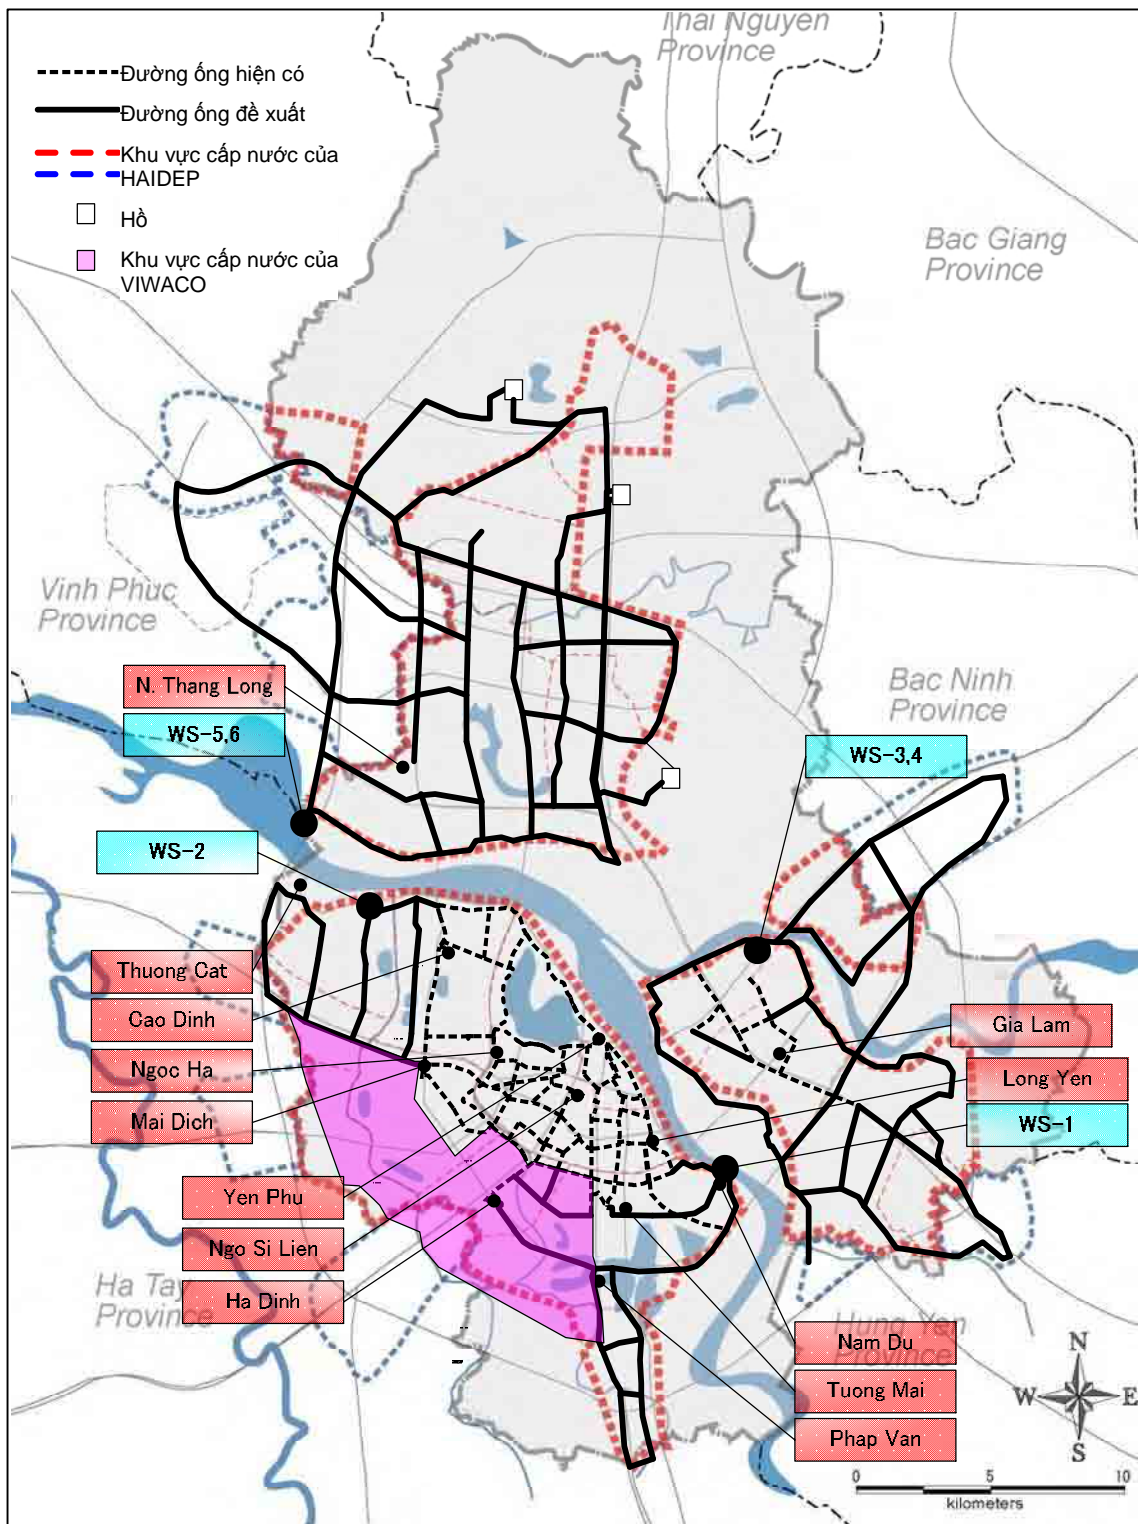 Thai Nguyen
Province
Đường ống hiện có
Đường ống đề xuất
Khu vực cấp nước của
HAIDEP
Hồ
Khu vực cấp nước của
VIWACO
Bac Giang
Province
Vinh Phuc
Province
N. Thang Long
WS-5,6
Bac Ninh
Province
WS-3,4
WS-2
Thuong Cat
Cao Dinh
Ngoc Ha
Mai Dich
Gia Lam
Long Yen
WS-1
Yen Phu
Ngo Si Lien
Ha Dinh
Ha Tay
Province
Hung Yen
Province
Nam Du
Tuong Mai
Phap Van
N
W E
S
0 5 10
kilometers